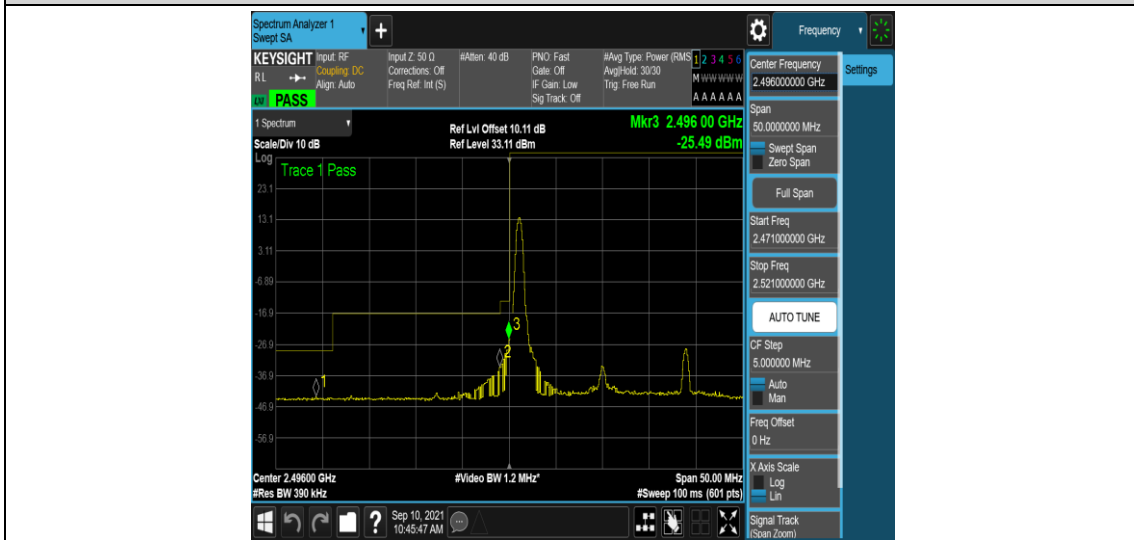 Spectrum Analyzer 1
Swept SA
+
Frequency
KEYSIGHT
RL
LXI
PASS
Input: RF
Coupling: DC
Align: Auto
Input Z: 50 Ω
Corrections: Off
Freq Ref: Int (S)
#Atten: 40 dB
PNO: Fast
Gate: Off
IF Gain: Low
Sig Track: Off
#Avg Type: Power (RMS
Avg|Hold: 30/30
Trig: Free Run
1 2 3 4 5 6
M W W W W W
A A A A A A
1 Spectrum
Scale/Div 10 dB
Ref Lvl Offset 10.11 dB
Ref Level 33.11 dBm
Mkr3 2.496 00 GHz
-25.49 dBm
Log
Trace 1 Pass
23.1
13.1
3.11
-6.89
-16.9
-26.9
-36.9
-46.9
-56.9
1
2
3
Center 2.49600 GHz
#Res BW 390 kHz
#Video BW 1.2 MHz*
Span 50.00 MHz
#Sweep 100 ms (601 pts)
?
Sep 10, 2021
10:45:47 AM
Center Frequency
2.496000000 GHz
Settings
Span
50.0000000 MHz
Swept Span
Zero Span
Full Span
Start Freq
2.471000000 GHz
Stop Freq
2.521000000 GHz
AUTO TUNE
CF Step
5.000000 MHz
Auto
Man
Freq Offset
0 Hz
X Axis Scale
Log
Lin
Signal Track
(Span Zoom)